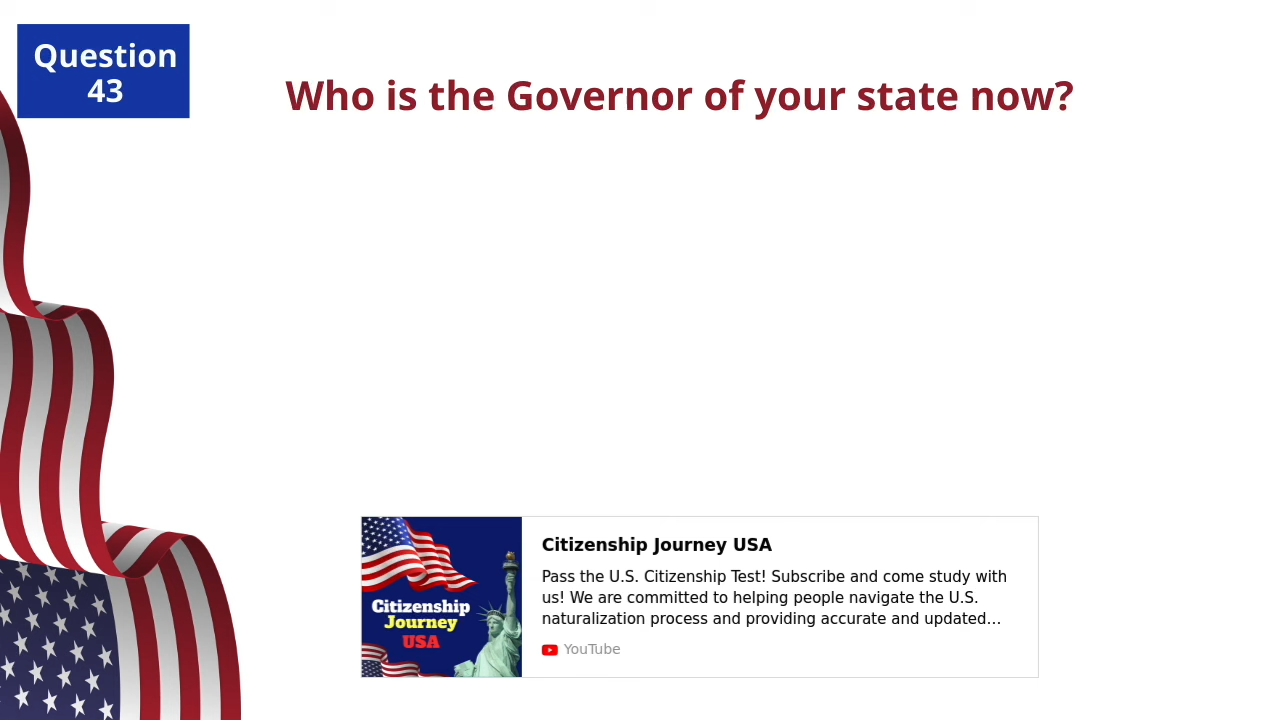 Question
43
Who is the Governor of your state now?
Citizenship Journey USA
Pass the U.S. Citizenship Test! Subscribe and come study with
us! We are committed to helping people navigate the U.S.
naturalization process and providing accurate and updated...
YouTube
Citizenship
Journey
USA